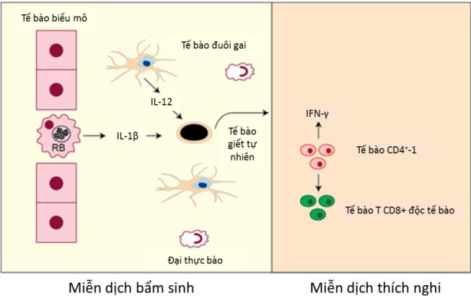 Tế bào biểu mô
Tế bào đuôi gai
IL-12
IFN-γ
RB
IL-1β
Tế bào
giết tự
nhiên
Tế bào CD4⁺-1
Tế bào T CD8+ độc tế bào
Đại thực bào
Miễn dịch bẩm sinh
Miễn dịch thích nghi